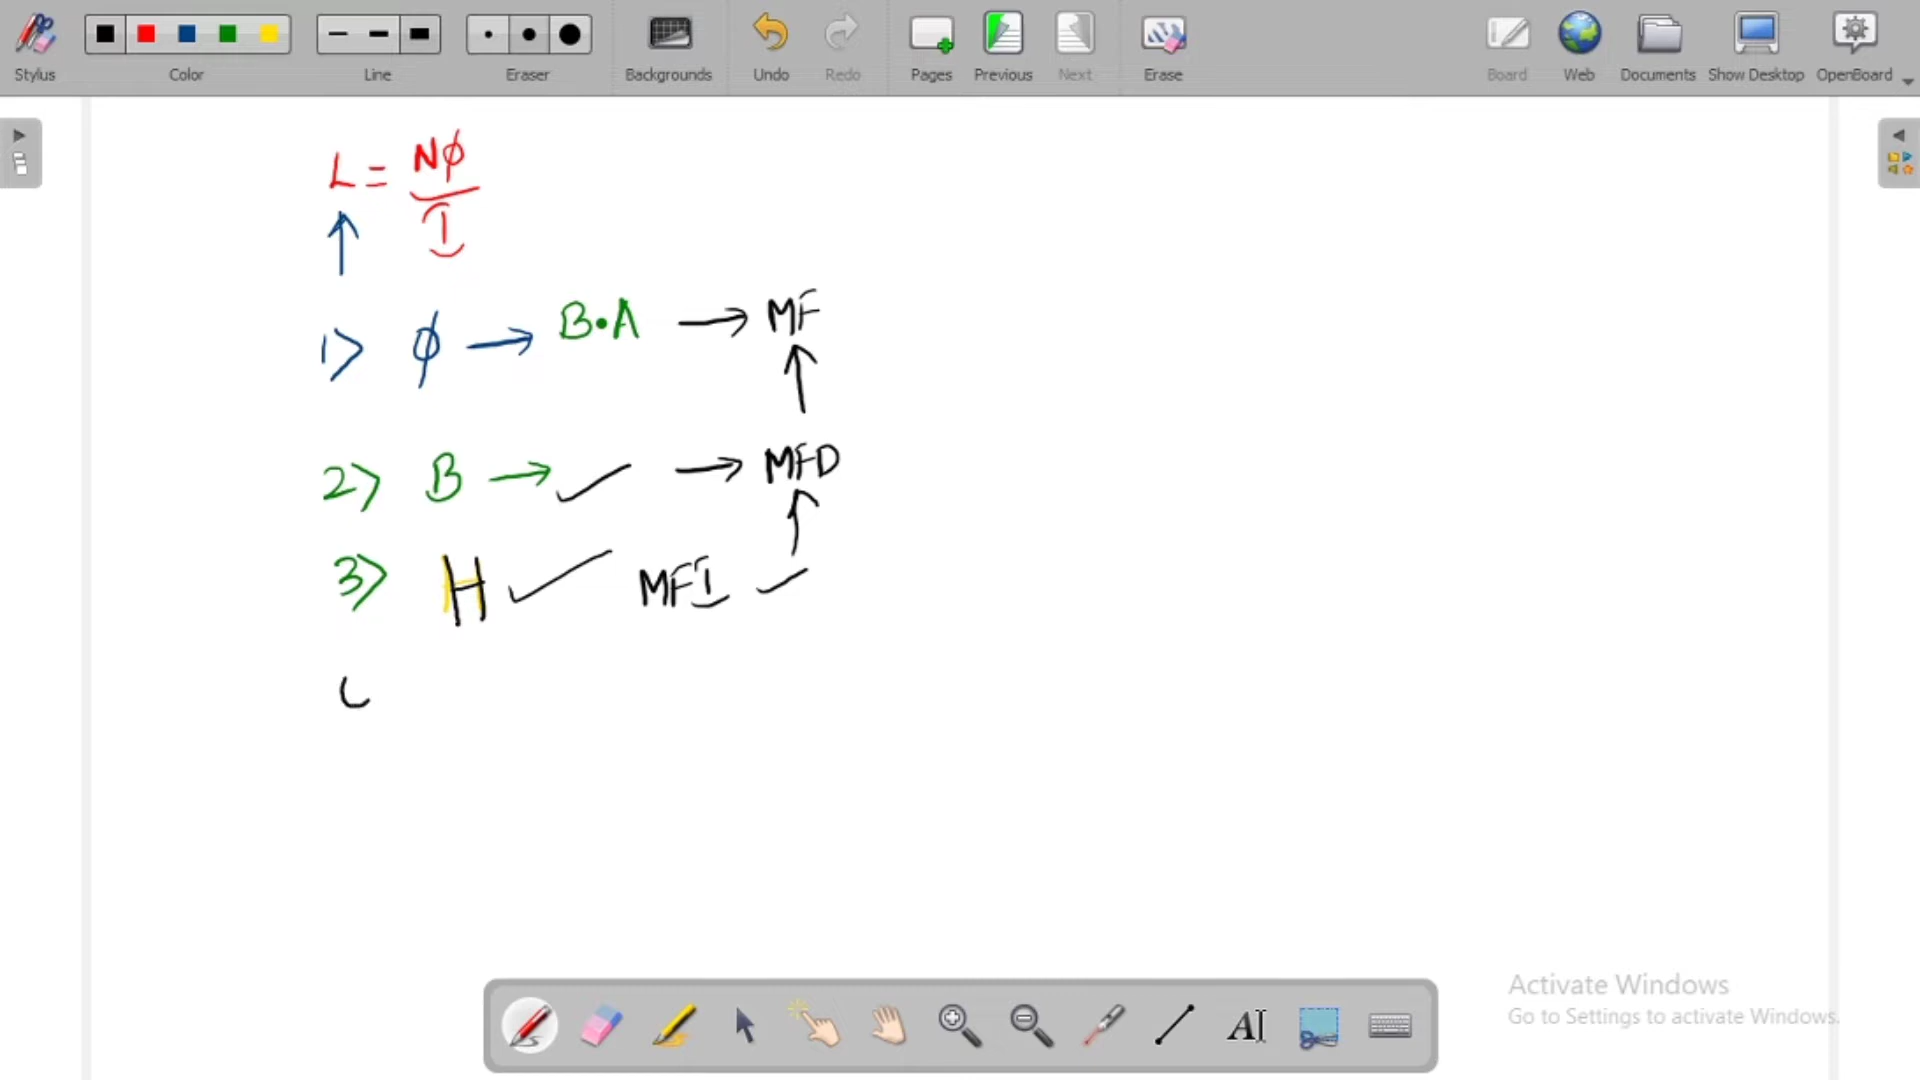 Stylus Color Line Eraser Backgrounds Undo Redo Pages Previous Next Erase Board Web Documents Show Desktop OpenBoard
L = Nφ
I
1> φ → B•A → MF
2> B → ✓ → MFD
3> H ✓ MFI ✓
Activate Windows
Go to Settings to activate Windows.